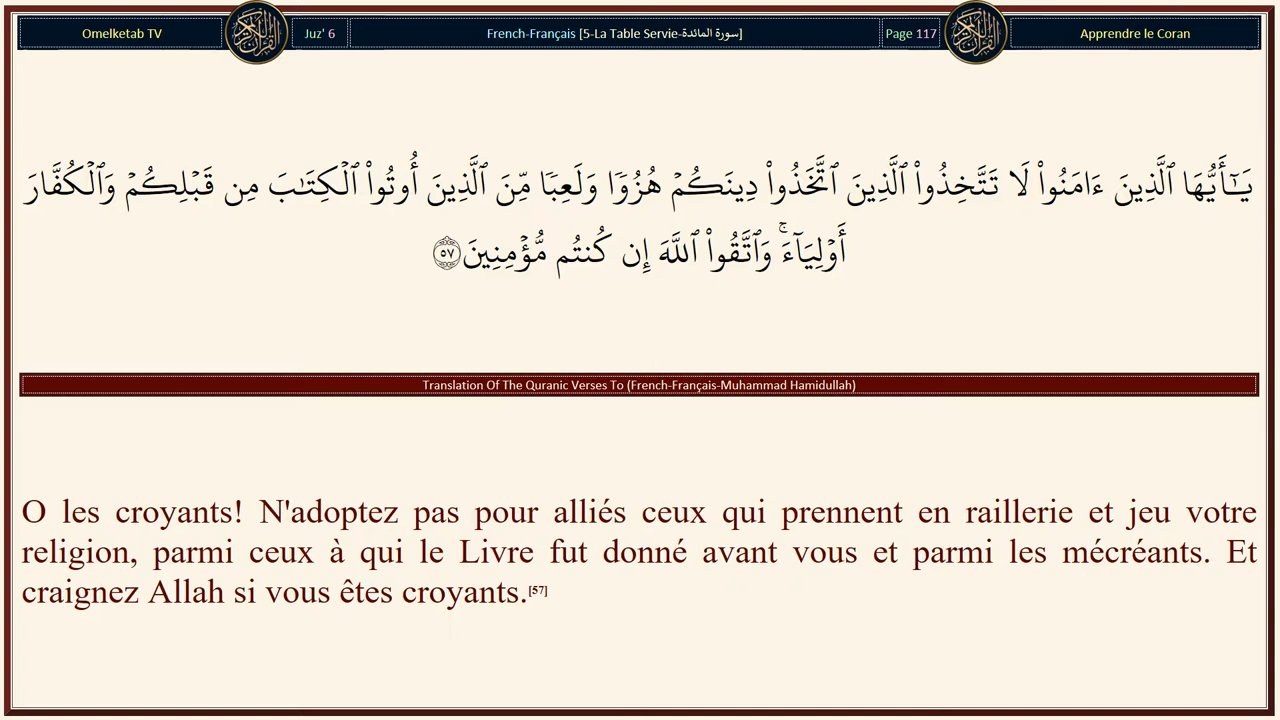 Omelketab TV
Juz' 6
French-Français [5-La Table Servie-سورة المائدة]
Page 117
Apprendre le Coran
يَـٰٓأَيُّهَا ٱلَّذِينَ ءَامَنُوا۟ لَا تَتَّخِذُوا۟ ٱلَّذِينَ ٱتَّخَذُوا۟ دِينَكُمْ هُزُوًۭا وَلَعِبًۭا مِّنَ ٱلَّذِينَ أُوتُوا۟ ٱلْكِتَـٰبَ مِن قَبْلِكُمْ وَٱلْكُفَّارَ
أَوْلِيَآءَ ۚ وَٱتَّقُوا۟ ٱللَّهَ إِن كُنتُم مُّؤْمِنِينَ ٥٧
Translation Of The Quranic Verses To (French-Français-Muhammad Hamidullah)
O les croyants! N'adoptez pas pour alliés ceux qui prennent en raillerie et jeu votre
religion, parmi ceux à qui le Livre fut donné avant vous et parmi les mécréants. Et
craignez Allah si vous êtes croyants.[57]